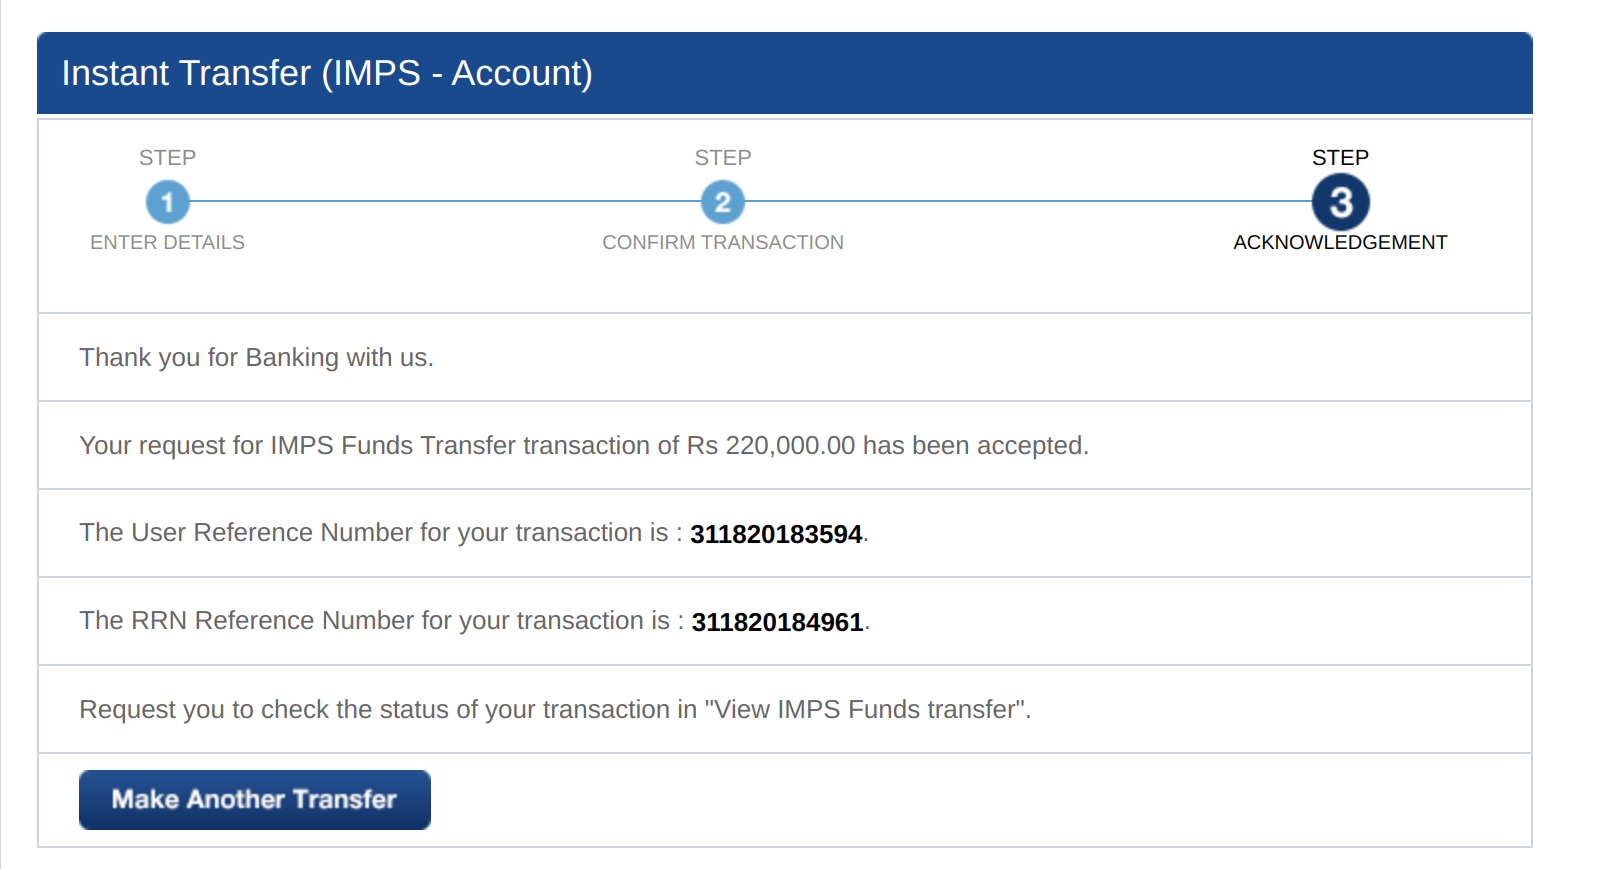 Instant Transfer (IMPS - Account)
STEP STEP STEP
1 2 3
ENTER DETAILS CONFIRM TRANSACTION ACKNOWLEDGEMENT
Thank you for Banking with us.
Your request for IMPS Funds Transfer transaction of Rs 220,000.00 has been accepted.
The User Reference Number for your transaction is : 311820183594.
The RRN Reference Number for your transaction is : 311820184961.
Request you to check the status of your transaction in "View IMPS Funds transfer".
Make Another Transfer